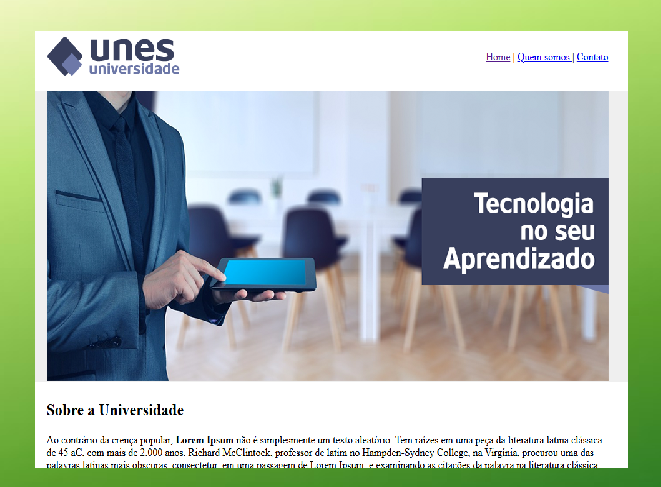 unes
universidade
Home | Quem somos | Contato
Tecnologia
no seu
Aprendizado
Sobre a Universidade
Ao contrário da crença popular, Lorem Ipsum não é simplesmente um texto aleatório. Tem raízes em uma peça da literatura latina clássica
de 45 aC, com mais de 2.000 anos. Richard McClintock, professor de latim no Hampden-Sydney College, na Virgínia, procurou uma das
palavras latinas mais obscuras, consectetur, em uma passagem de Lorem Ipsum, e examinando as citações da palavra na literatura clássica